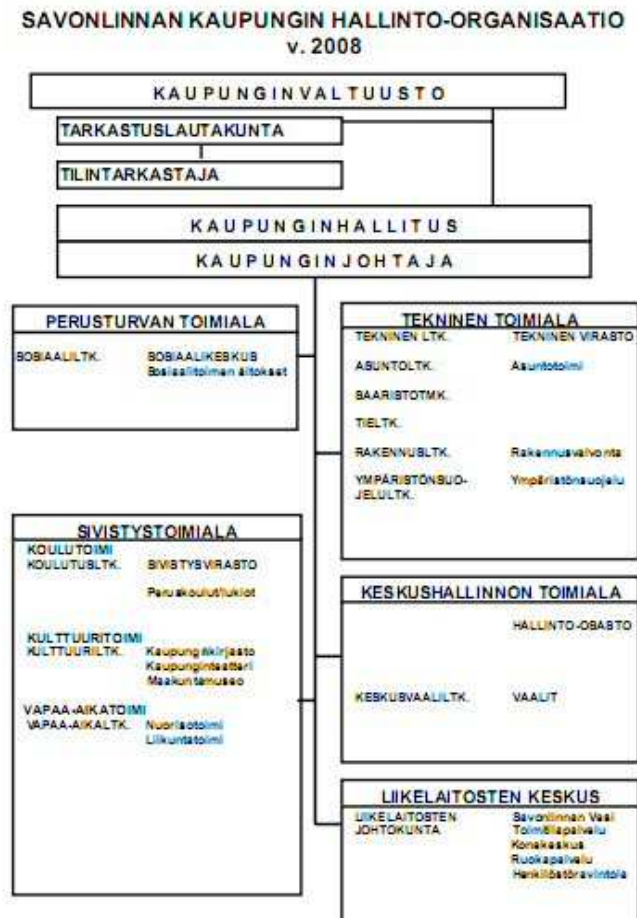 SAVONLINNAN KAUPUNGIN HALLINTO-ORGANISAATIO
v. 2008
KAUPUNGINVALTUUSTO
TARKASTUSLAUTAKUNTA
TILINTARKASTAJA
KAUPUNGINHALLITUS
KAUPUNGINJOHTAJA
PERUSTURVAN TOIMIALA
SOSIAALILTK. SOSIAALIKESKUS
Sosiaalitoimen laitokset
TEKNINEN TOIMIALA
TEKNINEN LTK. TEKNINEN VIRASTO
ASUNTOLTK. Asuntotoimi
SAARISTOTMK.
TIELTK.
RAKENNUSLTK. Rakennusvalvonta
YMPÄRISTÖNSUO- Ympäristönsuojelu
JELULTK.
SIVISTYSTOIMIALA
KOULUTOIMI
KOULUTUSLTK. SIVISTYSVIRASTO
Peruskoulut/lukiot
KULTTUURITOIMI
KULTTUURILTK. Kaupunginkirjasto
Kaupunginteatteri
Maakuntamuseo
VAPAA-AIKATOIMI
VAPAA-AIKALTK. Nuorisotoimi
Liikuntatoimi
KESKUSHALLINNON TOIMIALA
HALLINTO-OSASTO
KESKUSVAALILTK. VAALIT
LIIKELAITOSTEN KESKUS
LIIKELAITOSTEN Savonlinnan Vesi
JOHTOKUNTA Toimitilapalvelu
Konekeskus
Ruokapalvelu
Henkilöstöravintola